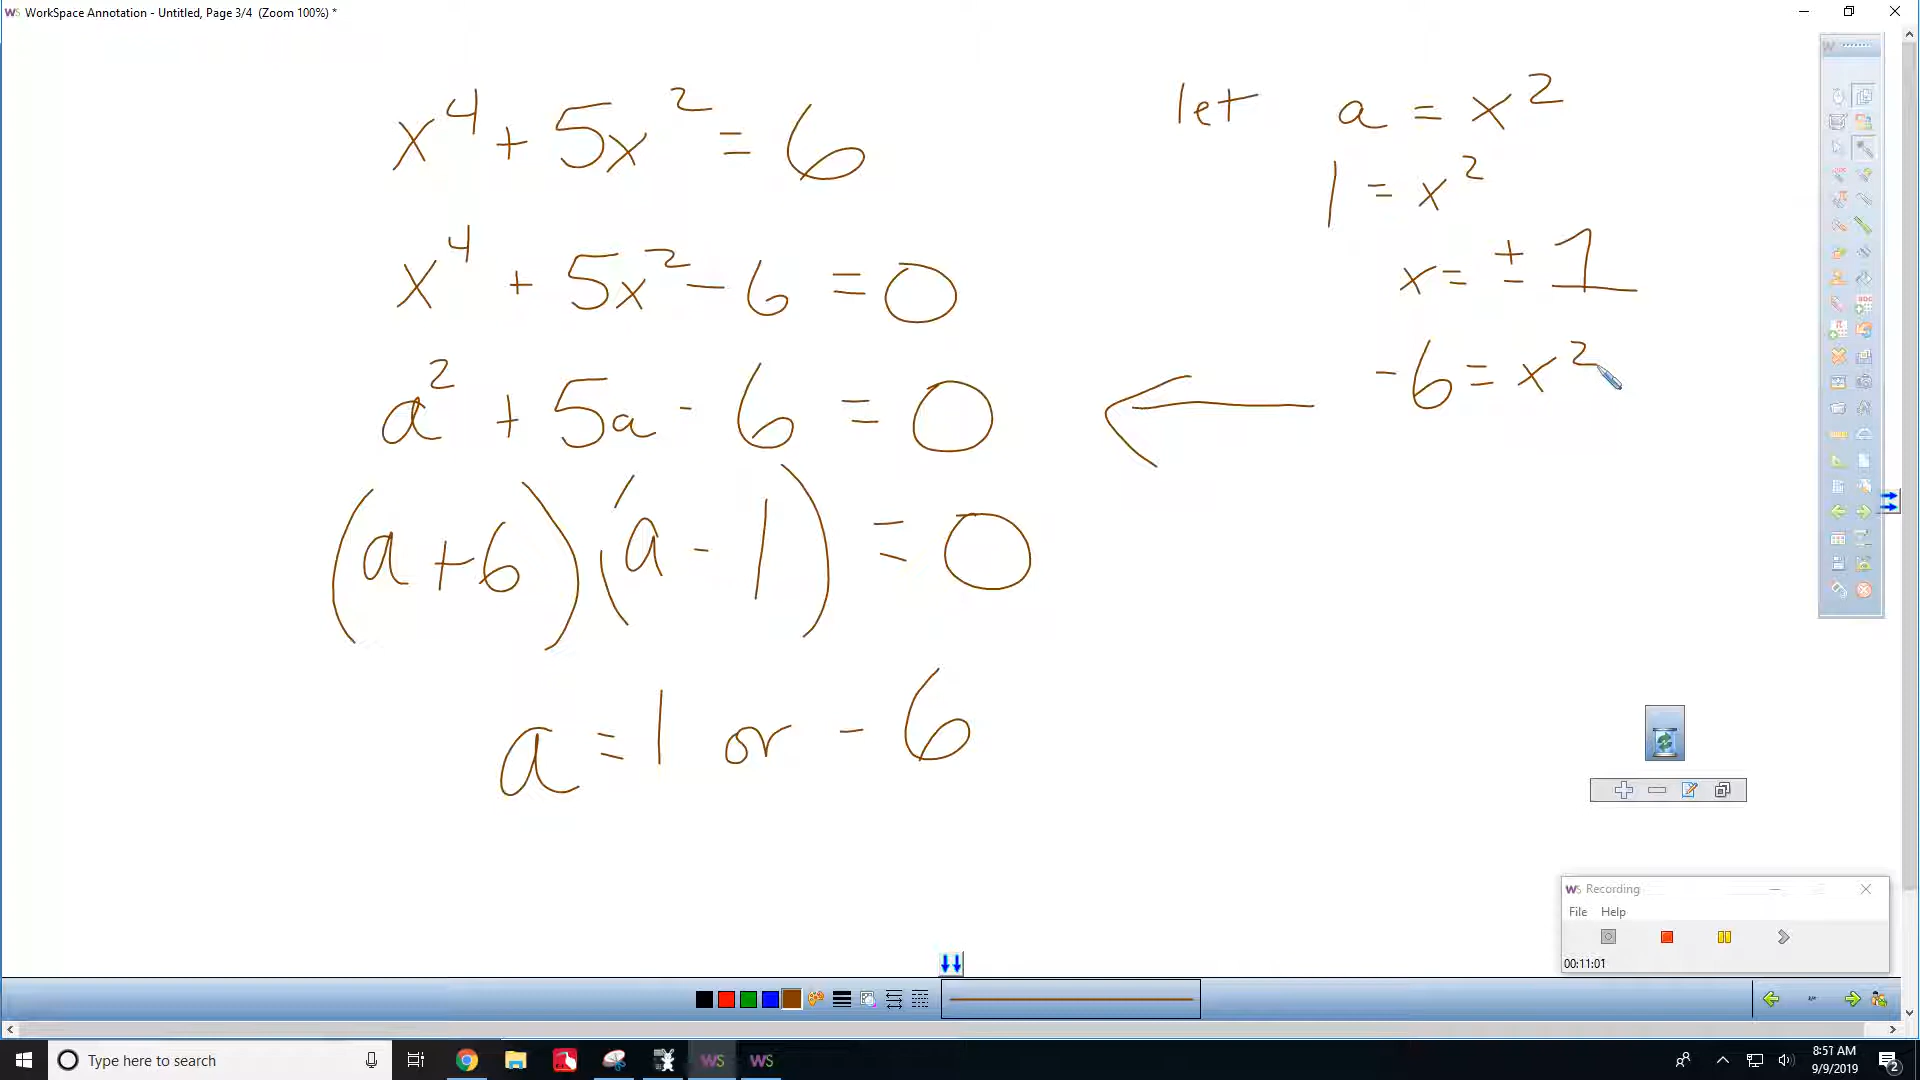 WorkSpace Annotation - Untitled, Page 3/4 (Zoom 100%) *
x⁴ + 5x² = 6
x⁴ + 5x² - 6 = 0
a² + 5a - 6 = 0
(a + 6)(a - 1) = 0
a = 1 or - 6
let a = x²
1 = x²
x = ± 1
-6 = x²
Recording
File Help
00:11:01
Type here to search
8:51 AM
9/9/2019
2